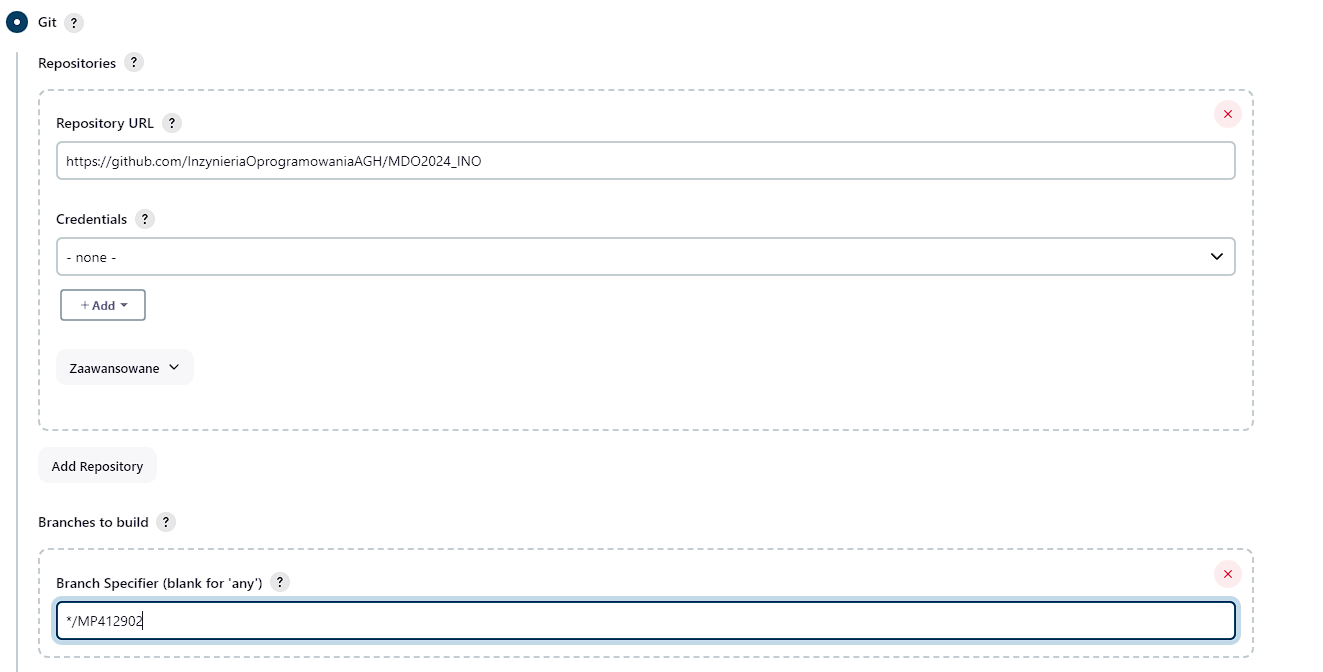 Git ?
Repositories ?
Repository URL ?
https://github.com/InzynieriaOprogramowaniaAGH/MDO2024_INO
Credentials ?
- none -
+ Add
Zaawansowane
Add Repository
Branches to build ?
Branch Specifier (blank for 'any') ?
*/MP412902